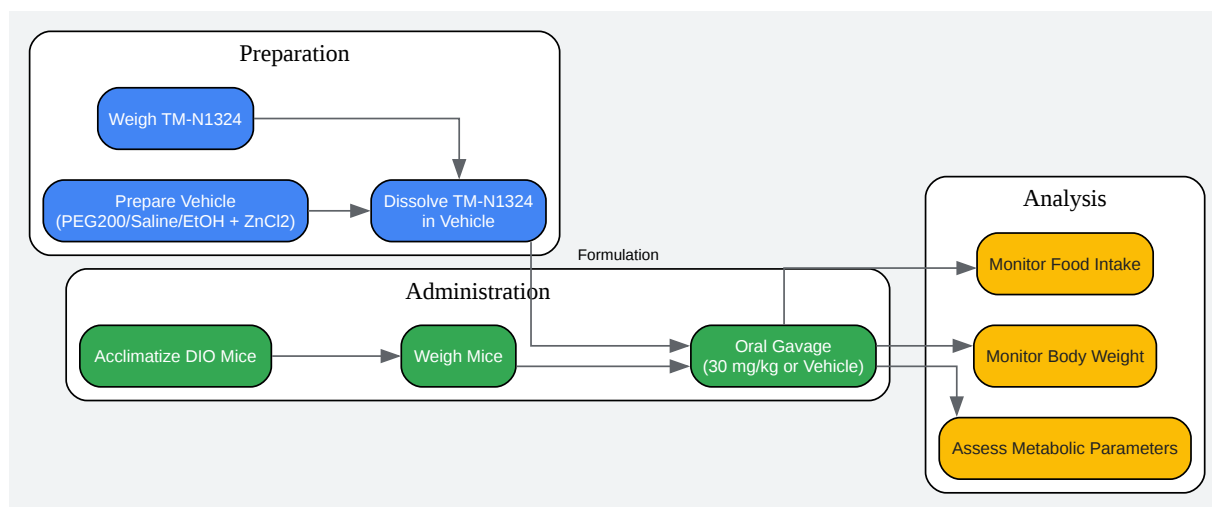 Preparation
Weigh TM-N1324
Prepare Vehicle
(PEG200/Saline/EtOH + ZnCl2)
Dissolve TM-N1324
in Vehicle
Formulation
Administration
Acclimatize DIO Mice
Weigh Mice
Oral Gavage
(30 mg/kg or Vehicle)
Analysis
Monitor Food Intake
Monitor Body Weight
Assess Metabolic Parameters